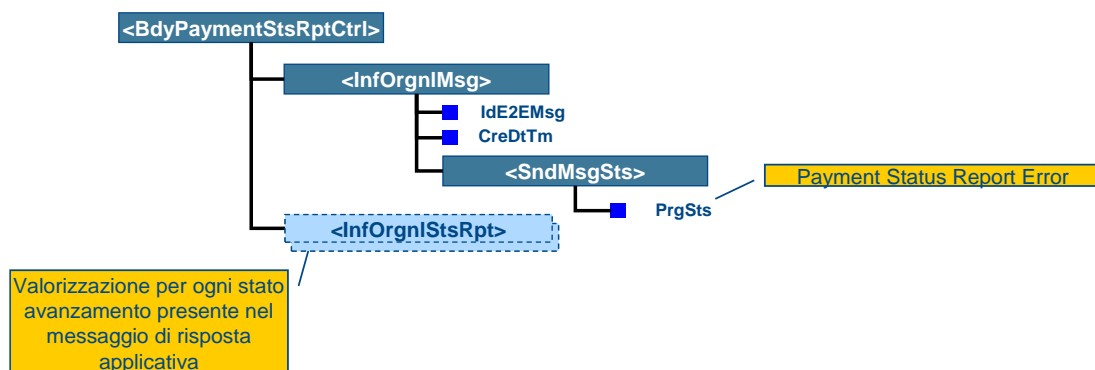 <BdyPaymentStsRptCtrl>
<InfOrgnlMsg>
IdE2EMsg
CreDtTm
<SndMsgSts>
Payment Status Report Error
PrgSts
<InfOrgnlStsRpt>
Valorizzazione per ogni stato
avanzamento presente nel
messaggio di risposta
applicativa